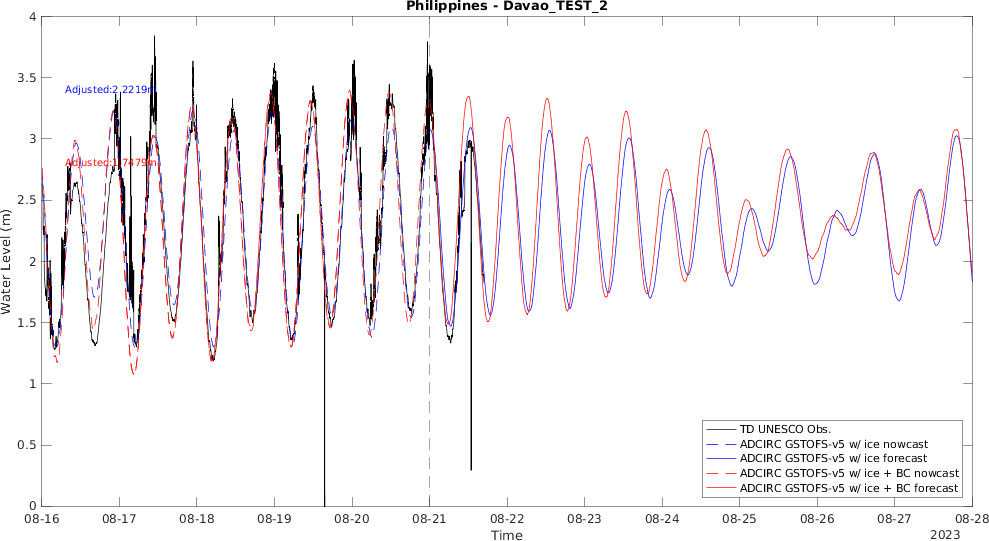 Philippines - Davao_TEST_2
4
3.5
3
2.5
2
1.5
1
0.5
0
Water Level (m)
Adjusted:2.2219m
Adjusted:1.7479m
TD UNESCO Obs.
ADCIRC GSTOFS-v5 w/ ice nowcast
ADCIRC GSTOFS-v5 w/ ice forecast
ADCIRC GSTOFS-v5 w/ ice + BC nowcast
ADCIRC GSTOFS-v5 w/ ice + BC forecast
08-16 08-17 08-18 08-19 08-20 08-21 08-22 08-23 08-24 08-25 08-26 08-27 08-28
Time
2023